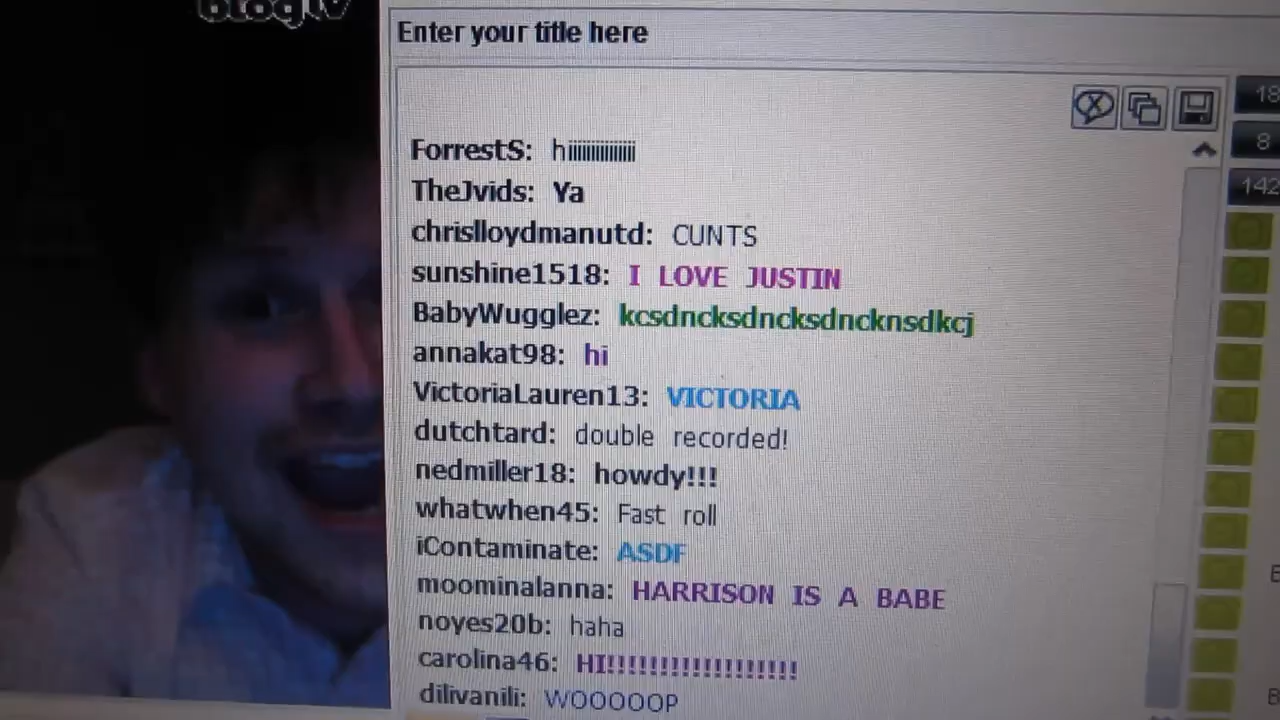 blogtv
Enter your title here
18
8
142
ForrestS: hiiiiiiiiiiiiiiii
TheJvids: Ya
chrislloydmanutd: CUNTS
sunshine1518: I LOVE JUSTIN
BabyWugglez: kcsdncksdncksdncknsdkcj
annakat98: hi
VictoriaLauren13: VICTORIA
dutchtard: double recorded!
nedmiller18: howdy!!!
whatwhen45: Fast roll
iContaminate: ASDF
moominalanna: HARRISON IS A BABE
noyes20b: haha
carolina46: HI!!!!!!!!!!!!!!!!!!!
dilivanili: WOOOOOP